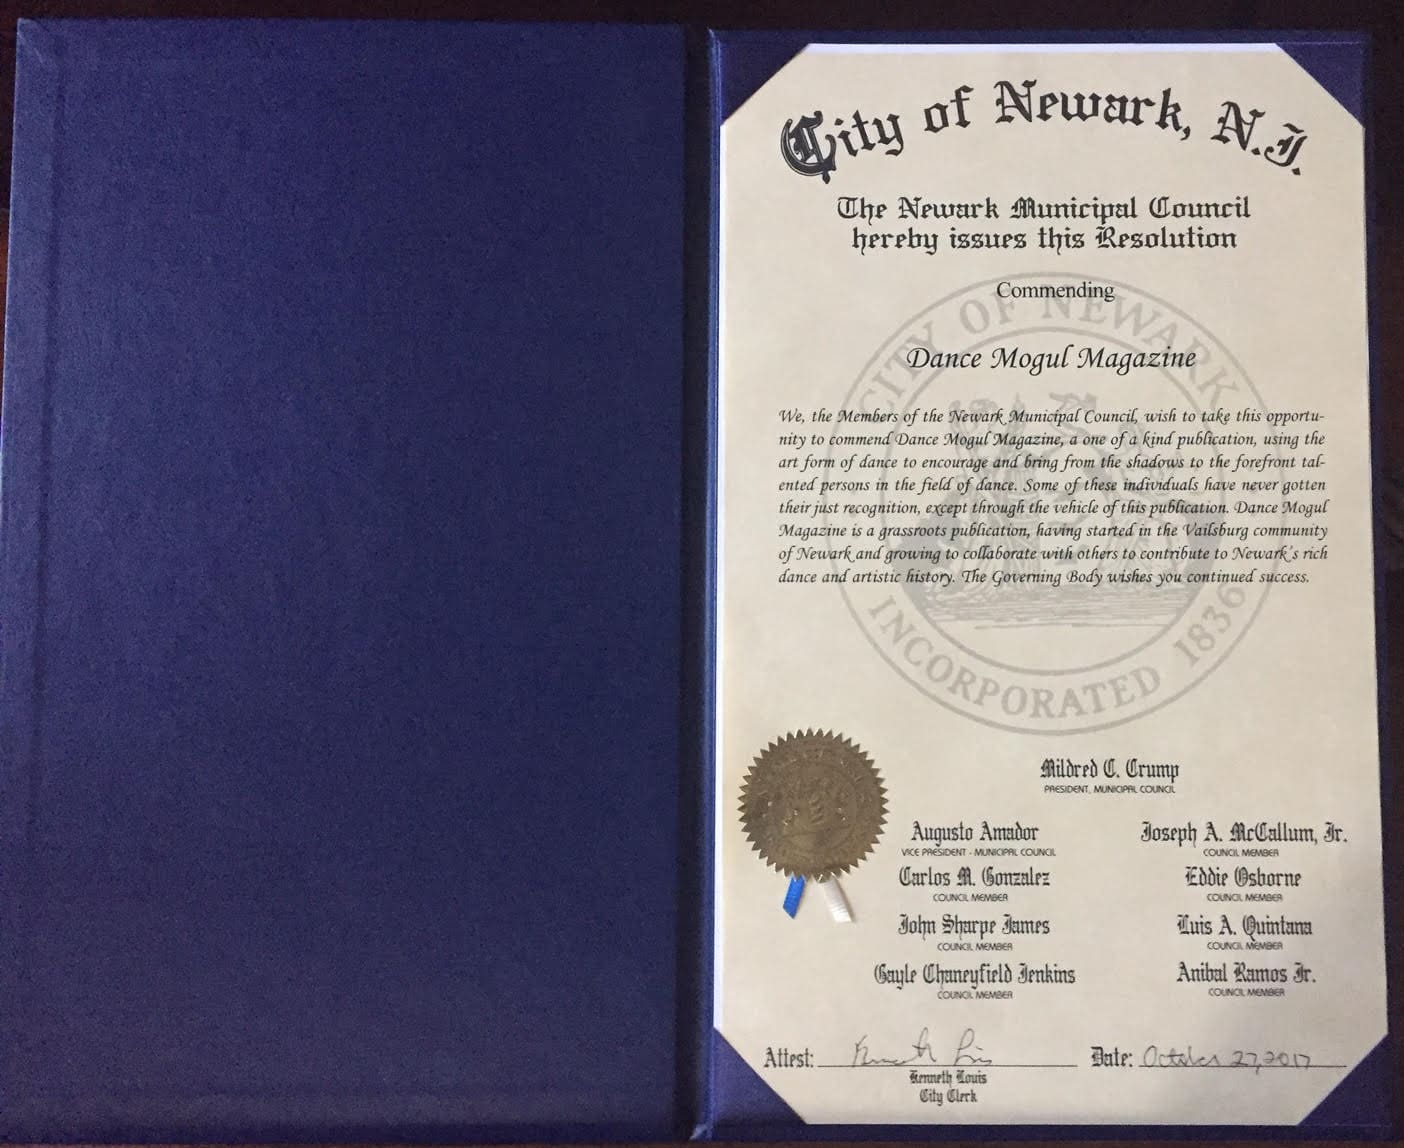 City of Newark, N.J.
The Newark Municipal Council
hereby issues this Resolution
Commending
Dance Mogul Magazine
We, the Members of the Newark Municipal Council, wish to take this opportu-
nity to commend Dance Mogul Magazine, a one of a kind publication, using the
art form of dance to encourage and bring from the shadows to the forefront tal-
ented persons in the field of dance. Some of these individuals have never gotten
their just recognition, except through the vehicle of this publication. Dance Mogul
Magazine is a grassroots publication, having started in the Vailsburg community
of Newark and growing to collaborate with others to contribute to Newark's rich
dance and artistic history. The Governing Body wishes you continued success.
CITY OF NEWARK
INCORPORATED 1836
Mildred C. Crump
PRESIDENT, MUNICIPAL COUNCIL
Augusto Amador
VICE PRESIDENT - MUNICIPAL COUNCIL
Carlos M. Gonzalez
COUNCIL MEMBER
John Sharpe James
COUNCIL MEMBER
Gayle Chaneyfield Jenkins
COUNCIL MEMBER
Joseph A. McCallum, Jr.
COUNCIL MEMBER
Eddie Osborne
COUNCIL MEMBER
Luis A. Quintana
COUNCIL MEMBER
Anibal Ramos Jr.
COUNCIL MEMBER
Attest: Kenneth Louis
Kenneth Louis
City Clerk
Date: October 27, 2017